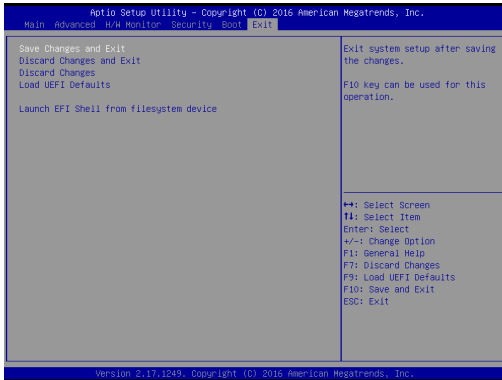 Aptio Setup Utility – Copyright (C) 2016 American Megatrends, Inc.
Main Advanced H/W Monitor Security Boot Exit
Save Changes and Exit
Discard Changes and Exit
Discard Changes
Load UEFI Defaults
Launch EFI Shell from filesystem device
Exit system setup after saving
the changes.
F10 key can be used for this
operation.
↔: Select Screen
↑↓: Select Item
Enter: Select
+/-: Change Option
F1: General Help
F7: Discard Changes
F9: Load UEFI Defaults
F10: Save and Exit
ESC: Exit
Version 2.17.1249. Copyright (C) 2016 American Megatrends, Inc.